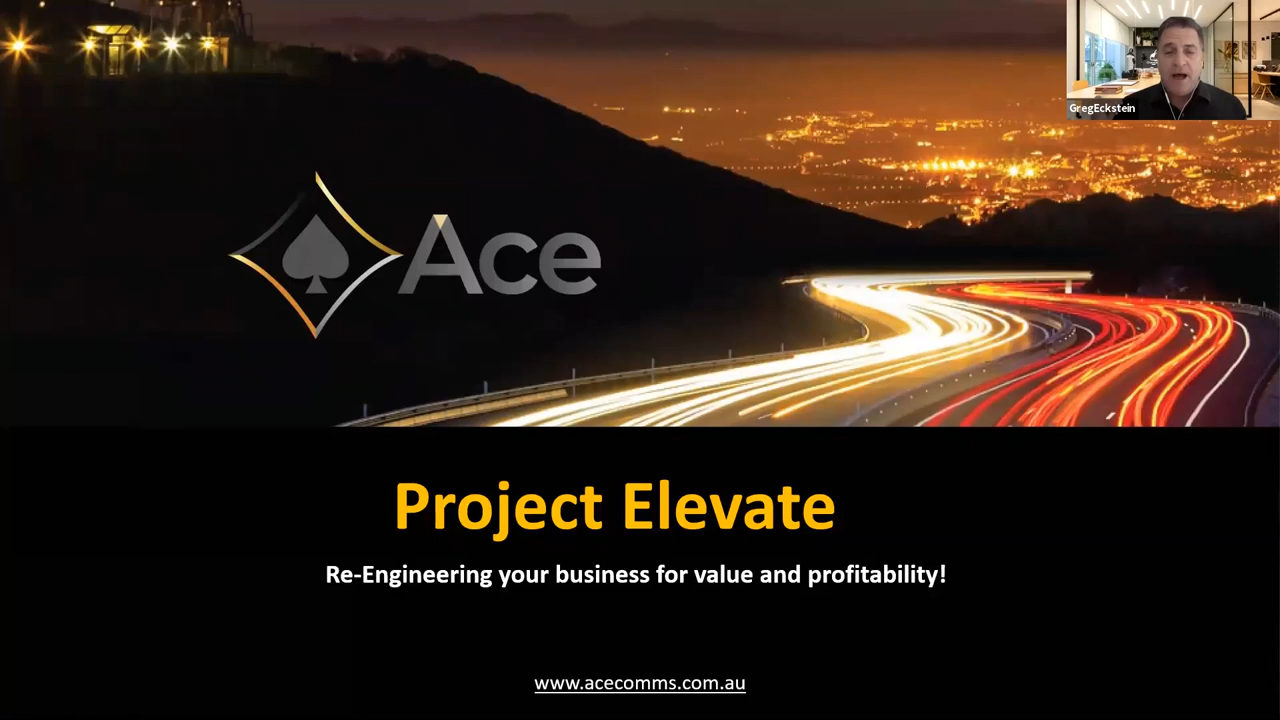 GregEckstein
Ace
Project Elevate
Re-Engineering your business for value and profitability!
www.acecomms.com.au